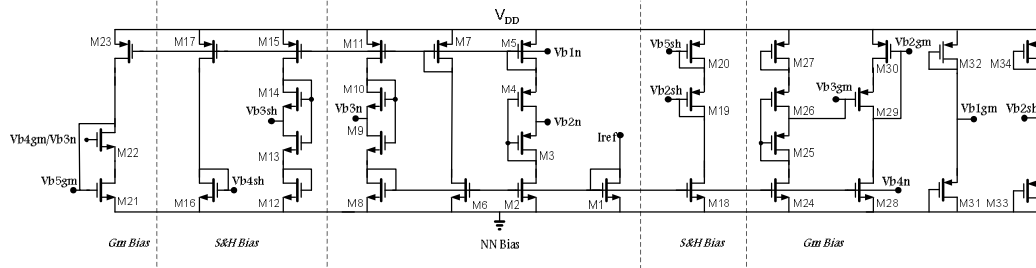 V_DD
M23 M17 M15 M11 M7 M5 Vb1n Vb5sh M20 M27 Vb2gm M30 M32 M34
M14 M10 M4 Vb3gm
Vb3sh Vb3n Vb2n Vb2sh M19 M26 M29 Vb1gm Vb2sh
Vb4gm/Vb3n M22 M13 M9 M3 Iref M25
Vb5gm Vb4sh Vb4n
M21 M16 M12 M8 M6 M2 M1 M18 M24 M28 M31 M33
Gm Bias S&H Bias NN Bias S&H Bias Gm Bias